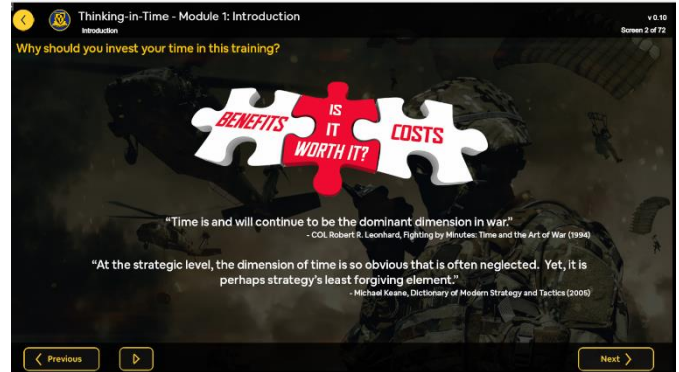 Thinking-in-Time - Module 1: Introduction
Introduction
v 0.10
Screen 2 of 72
Why should you invest your time in this training?
BENEFITS
IS
IT
WORTH IT?
COSTS
“Time is and will continue to be the dominant dimension in war.”
- COL Robert R. Leonhard, Fighting by Minutes: Time and the Art of War (1994)
“At the strategic level, the dimension of time is so obvious that is often neglected. Yet, it is
perhaps strategy's least forgiving element.”
- Michael Keane, Dictionary of Modern Strategy and Tactics (2005)
Previous
Next